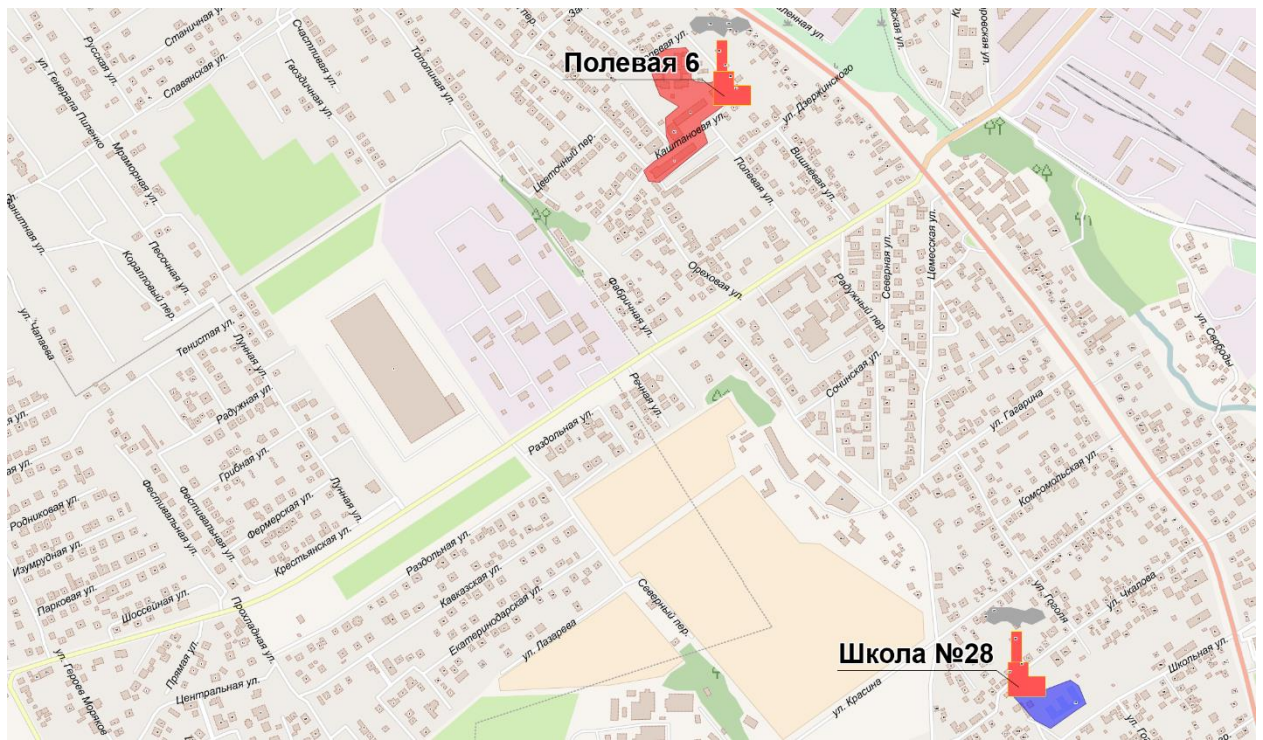 Станичная ул.
Русская ул.
Славянская ул.
ул. Генерала Пиленко
Счастливая ул.
Гвоздичная ул.
Тополиная ул.
Полевая 6
Каштановая ул.
ул. Дзержинского
Цветочный пер.
Полевая ул.
Вишнёвая ул.
Мраморная ул.
Песочная ул.
Коралловый пер.
ул. Чапаева
Тенистая ул.
Лунная ул.
Радужная ул.
Грибная ул.
Ореховая ул.
Фабричная ул.
Северная ул.
Цемесская ул.
Радужный пер.
Сочинская ул.
ул. Свободы
Речная ул.
Раздольная ул.
ул. Гагарина
Комсомольская ул.
Родниковая ул.
Фестивальная ул.
Фестивальная ул.
Лунная ул.
Фермерская ул.
Крестьянская ул.
Изумрудная ул.
Парковая ул.
Шоссейная ул.
Раздольная ул.
Кавказская ул.
Екатеринодарская ул.
ул. Лазарева
Северный пер.
Прохладная ул.
Прямая ул.
Центральная ул.
ул. Героев Моряков
ул. Гоголя
ул. Чкалова
Школьная ул.
Школа №28
ул. Красина